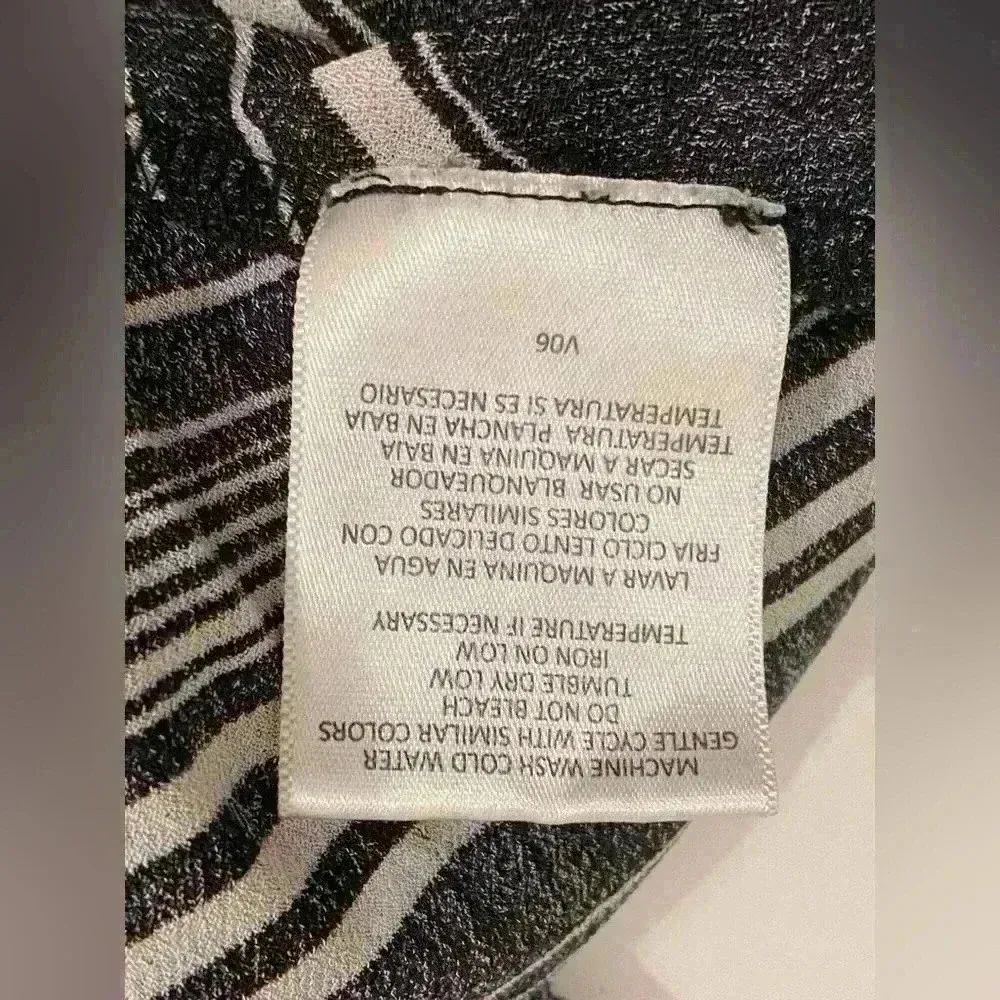 MACHINE WASH COLD WATER
GENTLE CYCLE WITH SIMILAR COLORS
DO NOT BLEACH
TUMBLE DRY LOW
IRON ON LOW
TEMPERATURE IF NECESSARY
LAVAR A MAQUINA EN AGUA
FRIA CICLO LENTO DELICADO CON
COLORES SIMILARES
NO USAR BLANQUEADOR
SECAR A MAQUINA EN BAJA
TEMPERATURA PLANCHA EN BAJA
TEMPERATURA SI ES NECESARIO
V06